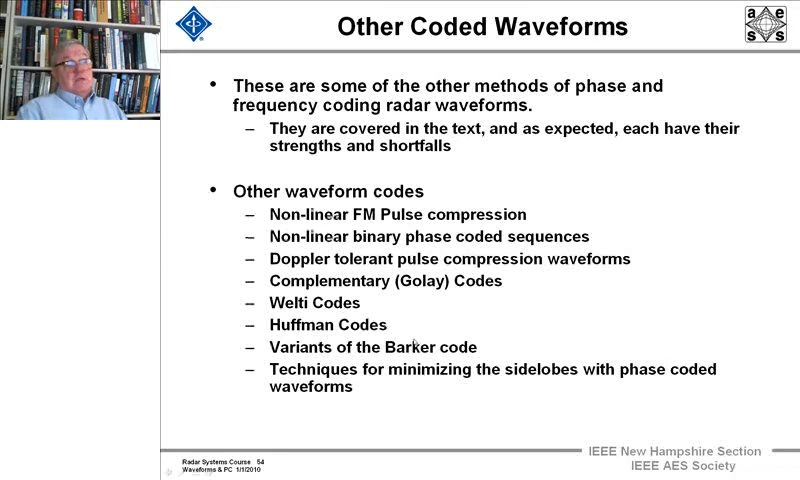 Other Coded Waveforms
a e
s s
• These are some of the other methods of phase and
frequency coding radar waveforms.
– They are covered in the text, and as expected, each have their
strengths and shortfalls
• Other waveform codes
– Non-linear FM Pulse compression
– Non-linear binary phase coded sequences
– Doppler tolerant pulse compression waveforms
– Complementary (Golay) Codes
– Welti Codes
– Huffman Codes
– Variants of the Barker code
– Techniques for minimizing the sidelobes with phase coded
waveforms
Radar Systems Course 54
Waveforms & PC 1/1/2010
IEEE New Hampshire Section
IEEE AES Society